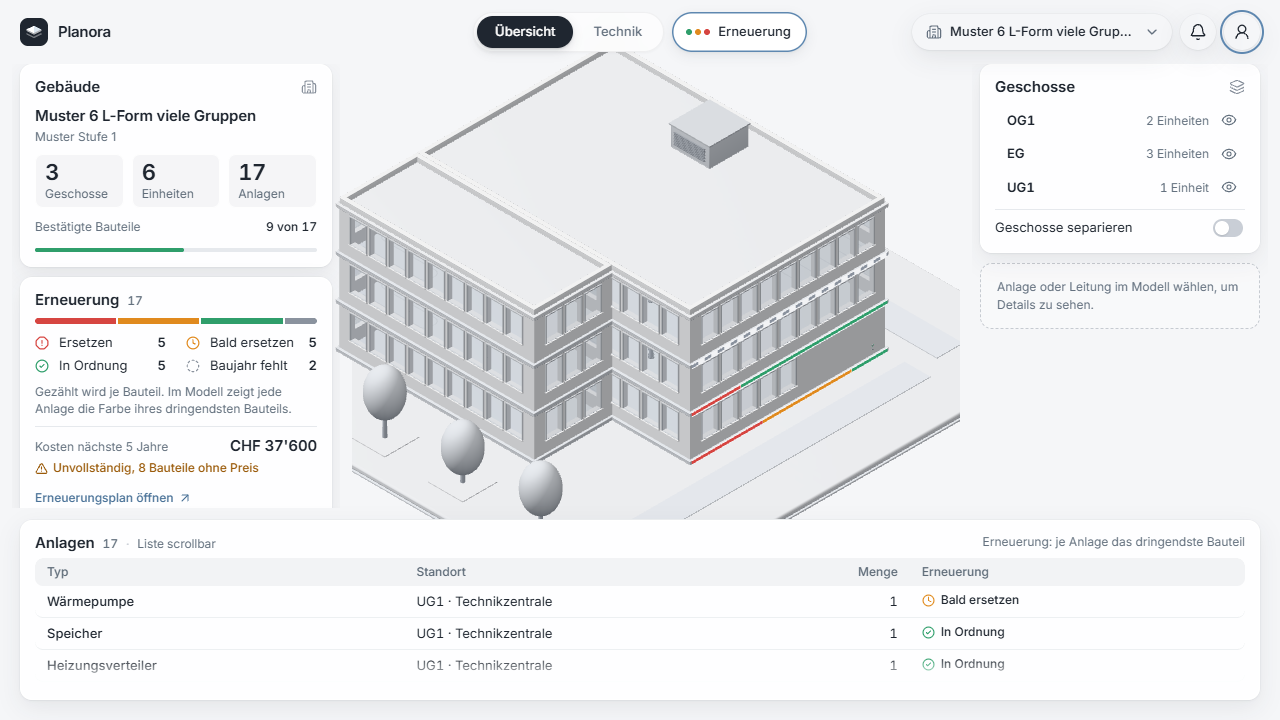 Planora
Übersicht
Technik
Erneuerung
Muster 6 L-Form viele Grup...
Gebäude
Muster 6 L-Form viele Gruppen
Muster Stufe 1
3
Geschosse
6
Einheiten
17
Anlagen
Bestätigte Bauteile
9 von 17
Erneuerung 17
Ersetzen 5
Bald ersetzen 5
In Ordnung 5
Baujahr fehlt 2
Gezählt wird je Bauteil. Im Modell zeigt jede
Anlage die Farbe ihres dringendsten Bauteils.
Kosten nächste 5 Jahre CHF 37'600
Unvollständig, 8 Bauteile ohne Preis
Erneuerungsplan öffnen
Geschosse
OG1 2 Einheiten
EG 3 Einheiten
UG1 1 Einheit
Geschosse separieren
Anlage oder Leitung im Modell wählen, um
Details zu sehen.
Anlagen 17 · Liste scrollbar
Erneuerung: je Anlage das dringendste Bauteil
Typ Standort Menge Erneuerung
Wärmepumpe UG1 · Technikzentrale 1 Bald ersetzen
Speicher UG1 · Technikzentrale 1 In Ordnung
Heizungsverteiler UG1 · Technikzentrale 1 In Ordnung